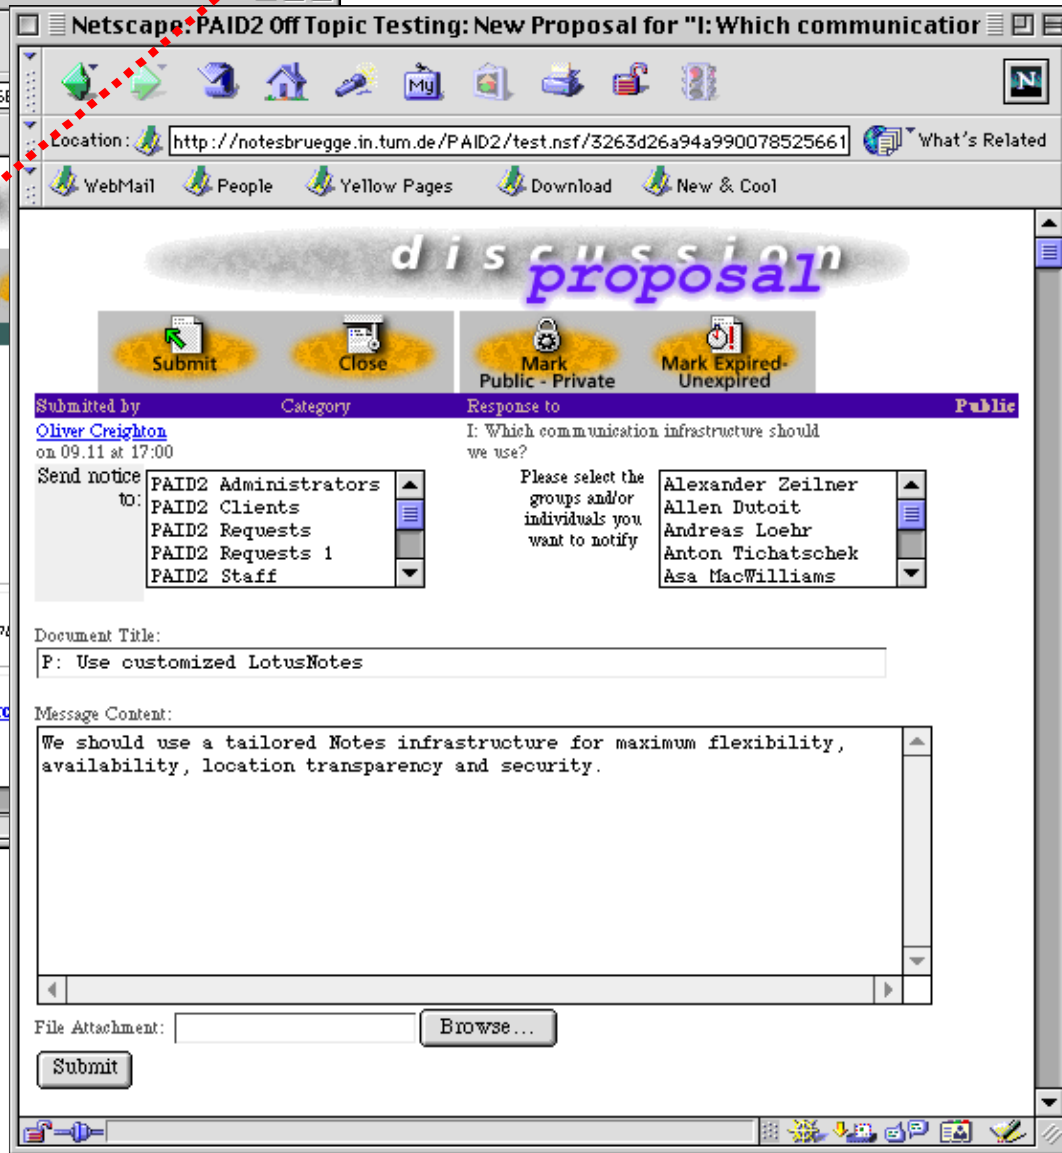 Netscape: PAID2 Off Topic Testing: New Proposal for "I: Which communication
My
N
Location: http://notesbruegge.in.tum.de/PAID2/test.nsf/3263d26a94a9900785525661 What's Related
WebMail People Yellow Pages Download New & Cool
discussion
proposal
Submit Close Mark Public - Private Mark Expired- Unexpired
Submitted by Category Response to Public
Oliver Creighton I: Which communication infrastructure should
on 09.11 at 17:00 we use?
Send notice to:
PAID2 Administrators
PAID2 Clients
PAID2 Requests
PAID2 Requests 1
PAID2 Staff
Please select the
groups and/or
individuals you
want to notify
Alexander Zeilner
Allen Dutoit
Andreas Loehr
Anton Tichatschek
Asa MacWilliams
Document Title:
P: Use customized LotusNotes
Message Content:
We should use a tailored Notes infrastructure for maximum flexibility,
availability, location transparency and security.
File Attachment: Browse...
Submit